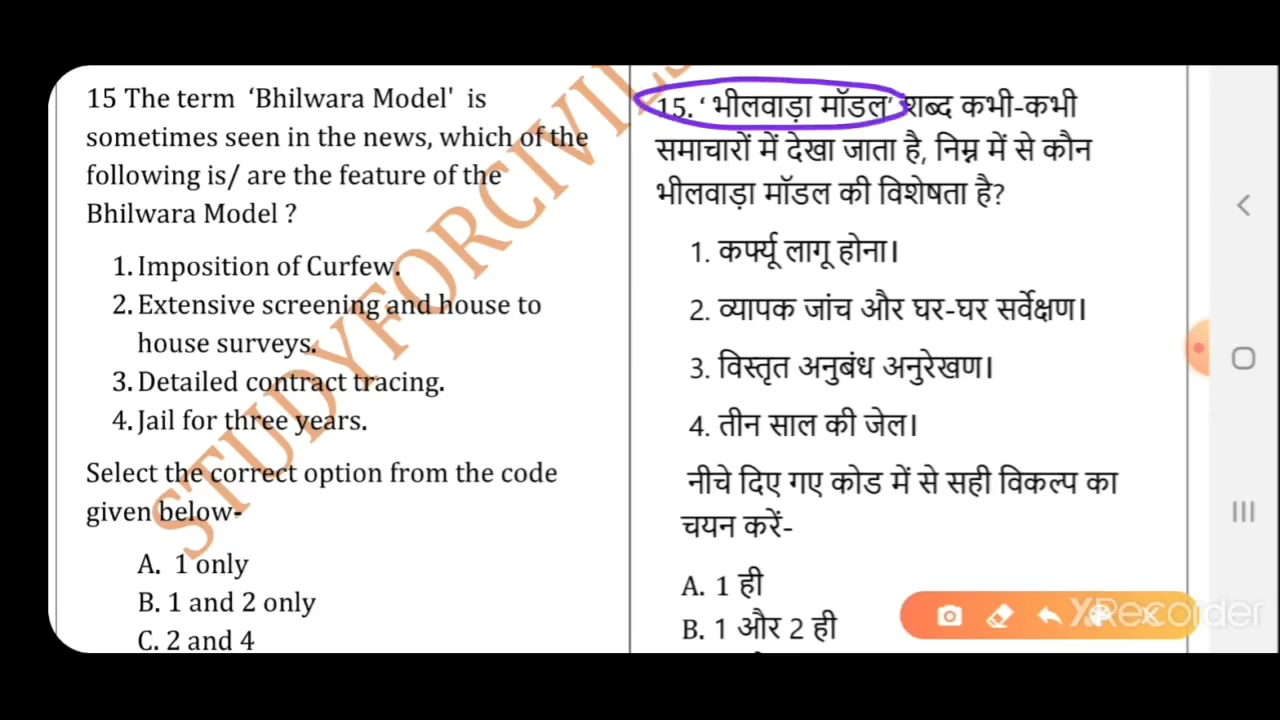 15 The term ‘Bhilwara Model' is
sometimes seen in the news, which of the
following is/ are the feature of the
Bhilwara Model ?
1. Imposition of Curfew.
2. Extensive screening and house to
house surveys.
3. Detailed contract tracing.
4. Jail for three years.
Select the correct option from the code
given below-
A. 1 only
B. 1 and 2 only
C. 2 and 4
15. ‘ भीलवाड़ा मॉडल’ शब्द कभी-कभी
समाचारों में देखा जाता है, निम्न में से कौन
भीलवाड़ा मॉडल की विशेषता है?
1. कर्फ्यू लागू होना।
2. व्यापक जांच और घर-घर सर्वेक्षण।
3. विस्तृत अनुबंध अनुरेखण।
4. तीन साल की जेल।
नीचे दिए गए कोड में से सही विकल्प का
चयन करें-
A. 1 ही
B. 1 और 2 ही
STUDYFORCIVILS
XRecorder